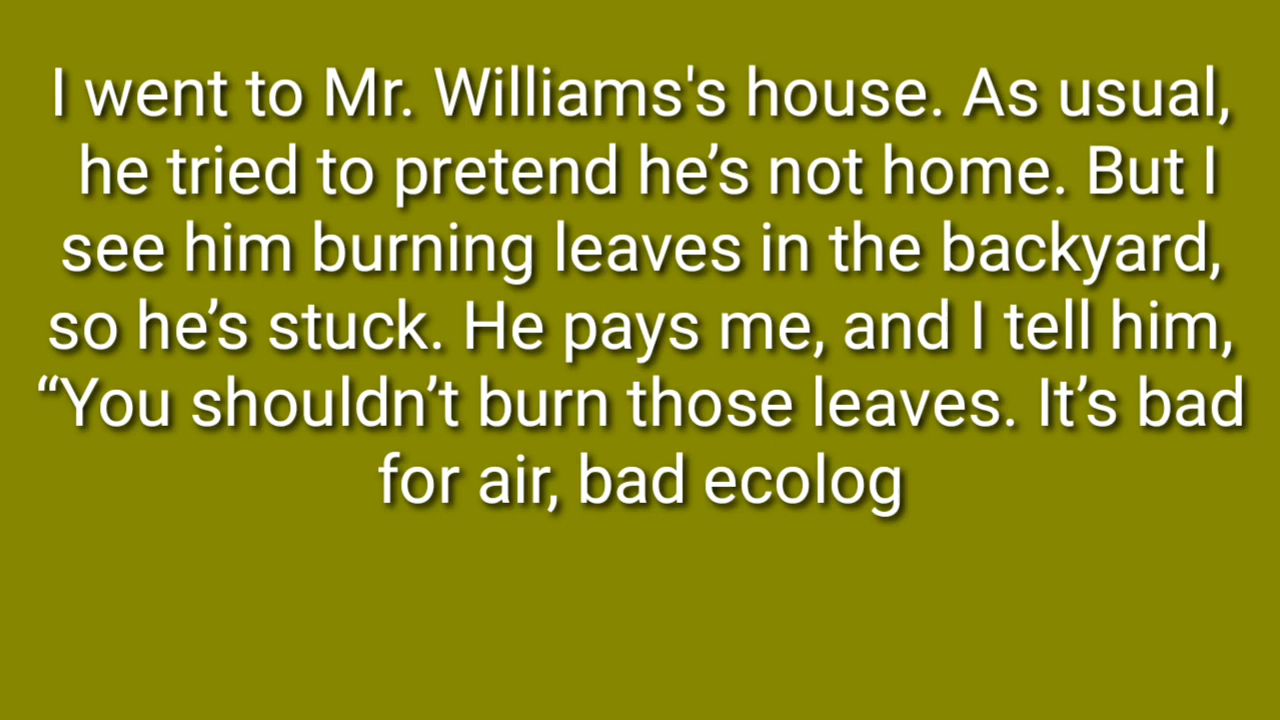 I went to Mr. Williams's house. As usual,
he tried to pretend he’s not home. But I
see him burning leaves in the backyard,
so he’s stuck. He pays me, and I tell him,
“You shouldn’t burn those leaves. It’s bad
for air, bad ecolog